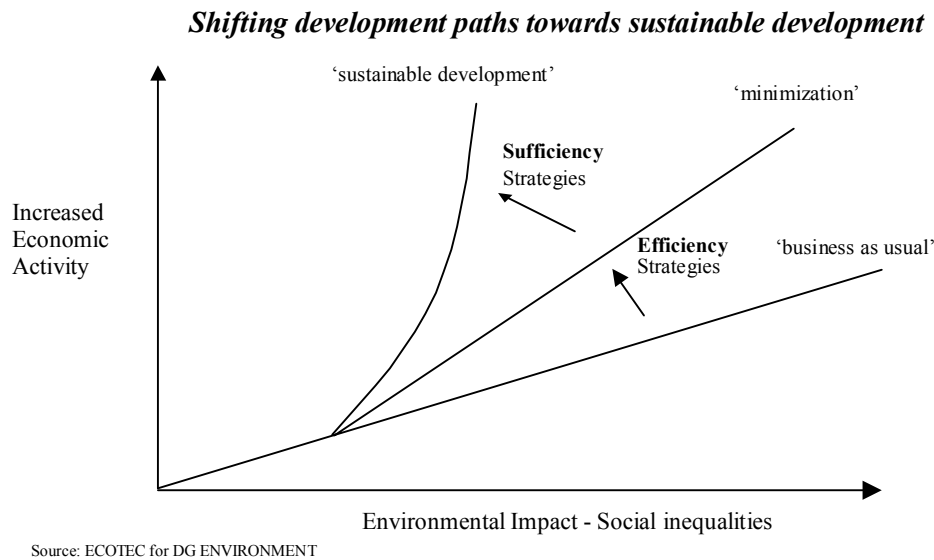 Shifting development paths towards sustainable development
‘sustainable development’
‘minimization’
Sufficiency
Strategies
Increased
Economic
Activity
Efficiency
Strategies
‘business as usual’
Environmental Impact - Social inequalities
Source: ECOTEC for DG ENVIRONMENT